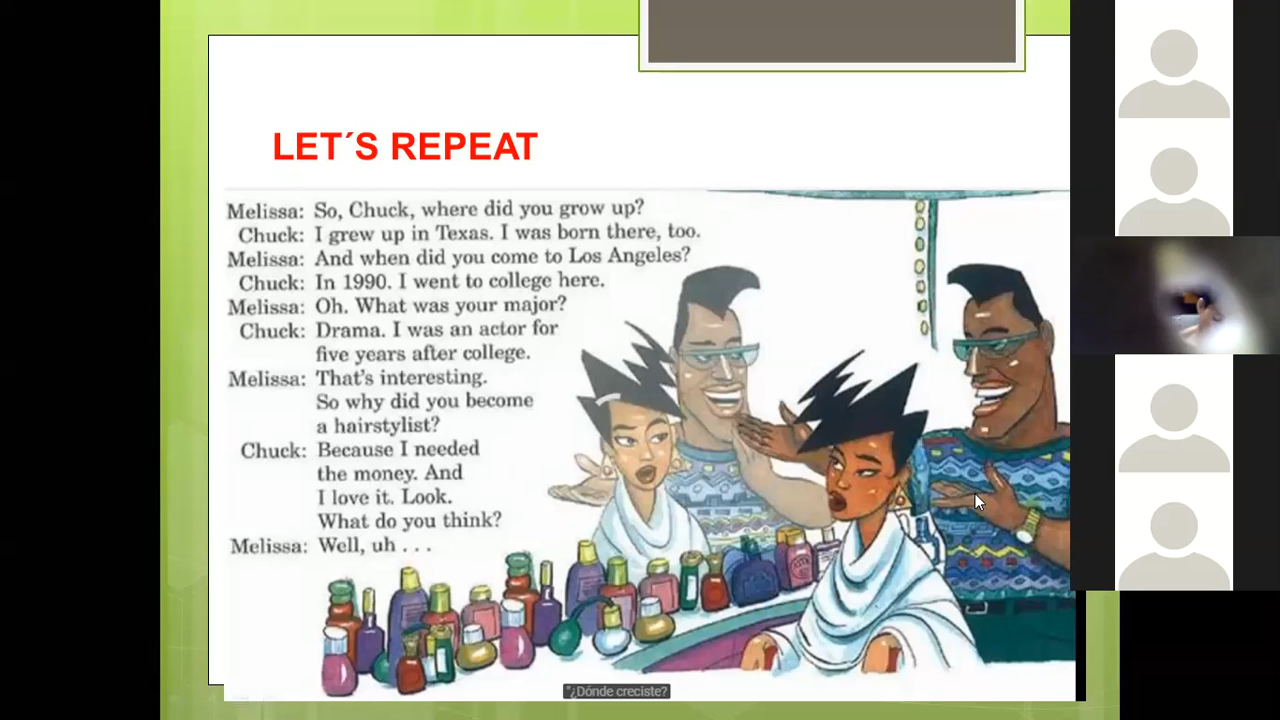 LET´S REPEAT
Melissa: So, Chuck, where did you grow up?
Chuck: I grew up in Texas. I was born there, too.
Melissa: And when did you come to Los Angeles?
Chuck: In 1990. I went to college here.
Melissa: Oh. What was your major?
Chuck: Drama. I was an actor for
five years after college.
Melissa: That's interesting.
So why did you become
a hairstylist?
Chuck: Because I needed
the money. And
I love it. Look.
What do you think?
Melissa: Well, uh . . .
"¿Dónde creciste?